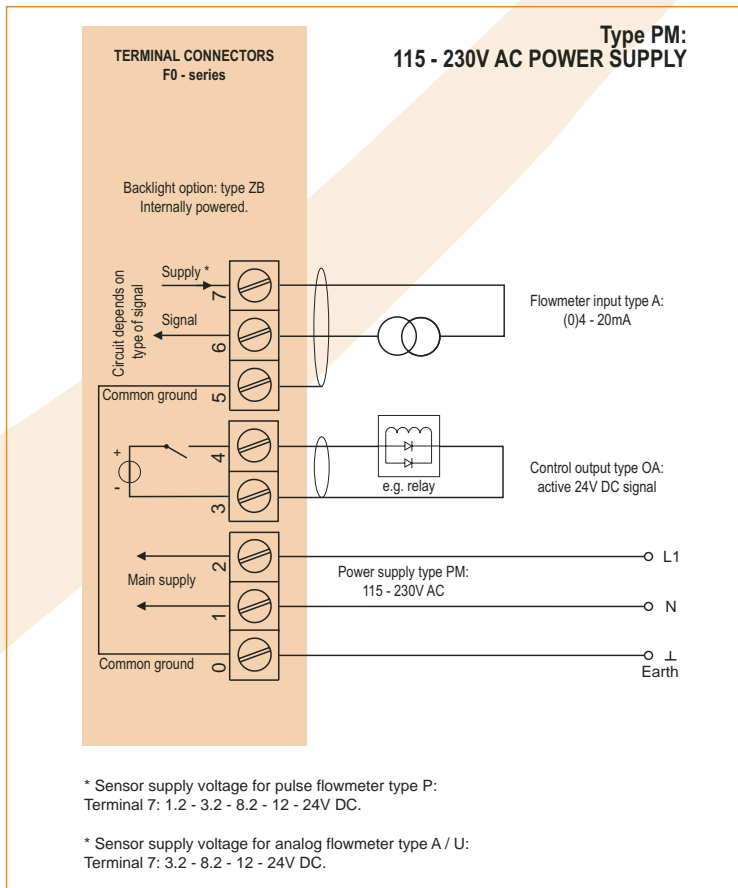 Type PM:
115 - 230V AC POWER SUPPLY
TERMINAL CONNECTORS
F0 - series
Backlight option: type ZB
Internally powered.
Circuit depends on
type of signal
Supply *
7
Signal
6
Common ground
5
Flowmeter input type A:
(0)4 - 20mA
+
-
4
3
e.g. relay
Control output type OA:
active 24V DC signal
2
Main supply
1
Power supply type PM:
115 - 230V AC
L1
N
Common ground
0
⊥
Earth
* Sensor supply voltage for pulse flowmeter type P:
Terminal 7: 1.2 - 3.2 - 8.2 - 12 - 24V DC.
* Sensor supply voltage for analog flowmeter type A / U:
Terminal 7: 3.2 - 8.2 - 12 - 24V DC.